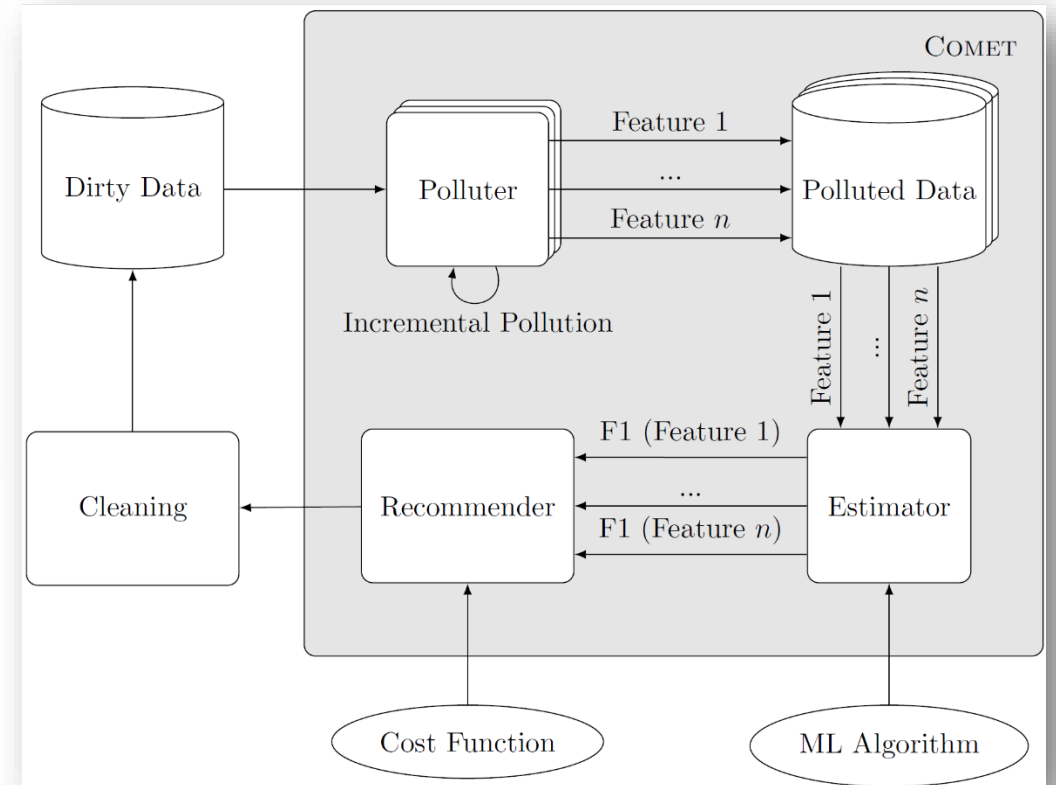 COMET
Feature 1
Dirty Data
Polluter
...
Polluted Data
Feature n
Incremental Pollution
Feature 1
...
Feature n
F1 (Feature 1)
Cleaning
Recommender
...
Estimator
F1 (Feature n)
Cost Function
ML Algorithm